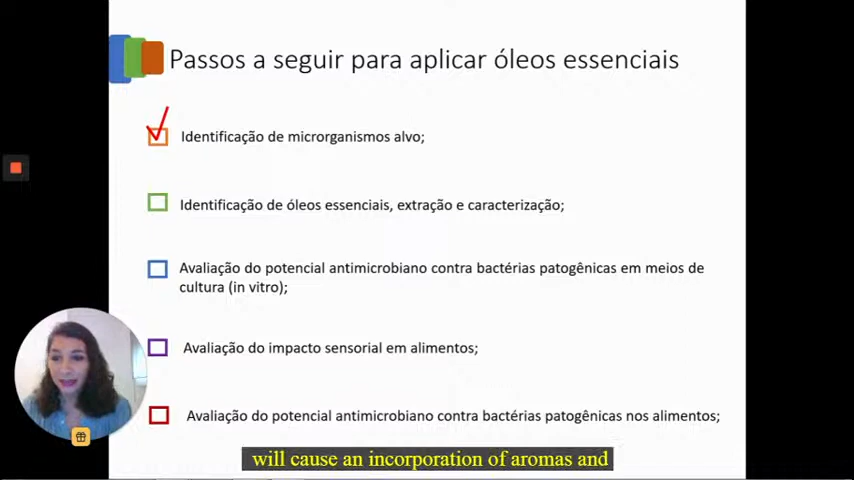 Passos a seguir para aplicar óleos essenciais
Identificação de microrganismos alvo;
Identificação de óleos essenciais, extração e caracterização;
Avaliação do potencial antimicrobiano contra bactérias patogênicas em meios de
cultura (in vitro);
Avaliação do impacto sensorial em alimentos;
Avaliação do potencial antimicrobiano contra bactérias patogênicas nos alimentos;
will cause an incorporation of aromas and